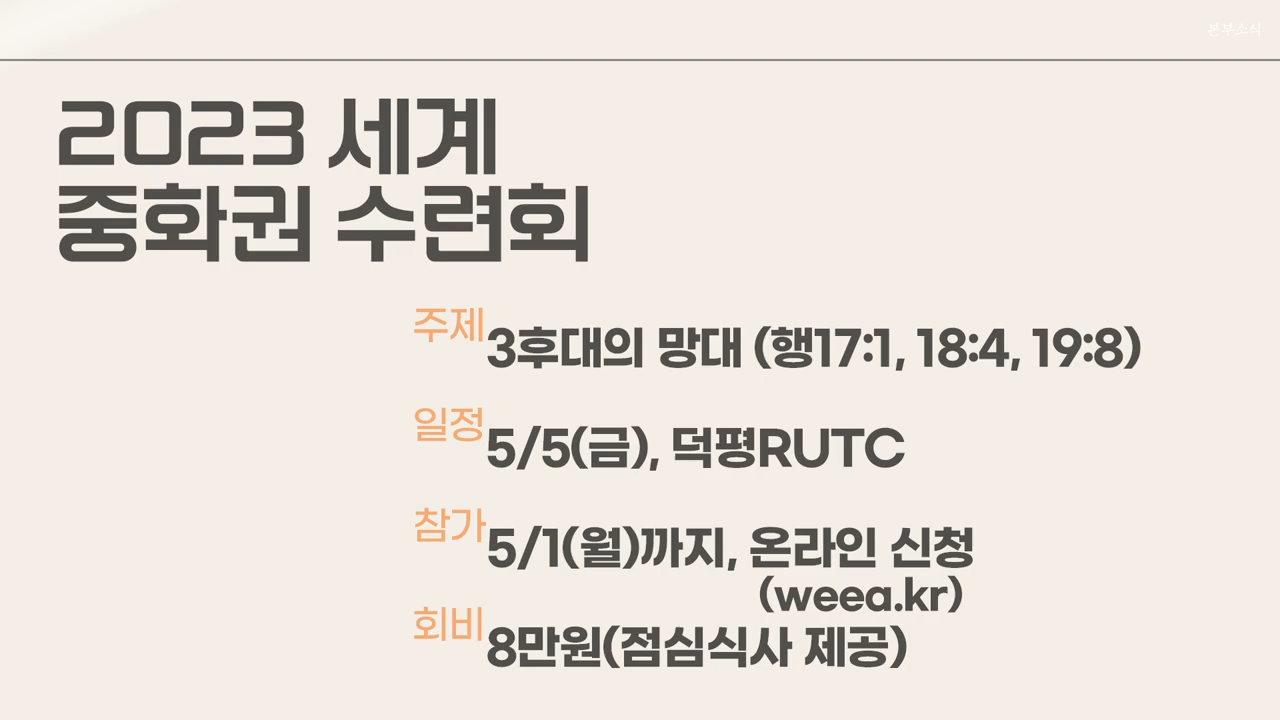 본부소식
2023 세계
중화권 수련회
주제 3후대의 망대 (행17:1, 18:4, 19:8)
일정 5/5(금), 덕평RUTC
참가 5/1(월)까지, 온라인 신청
(weea.kr)
회비 8만원(점심식사 제공)